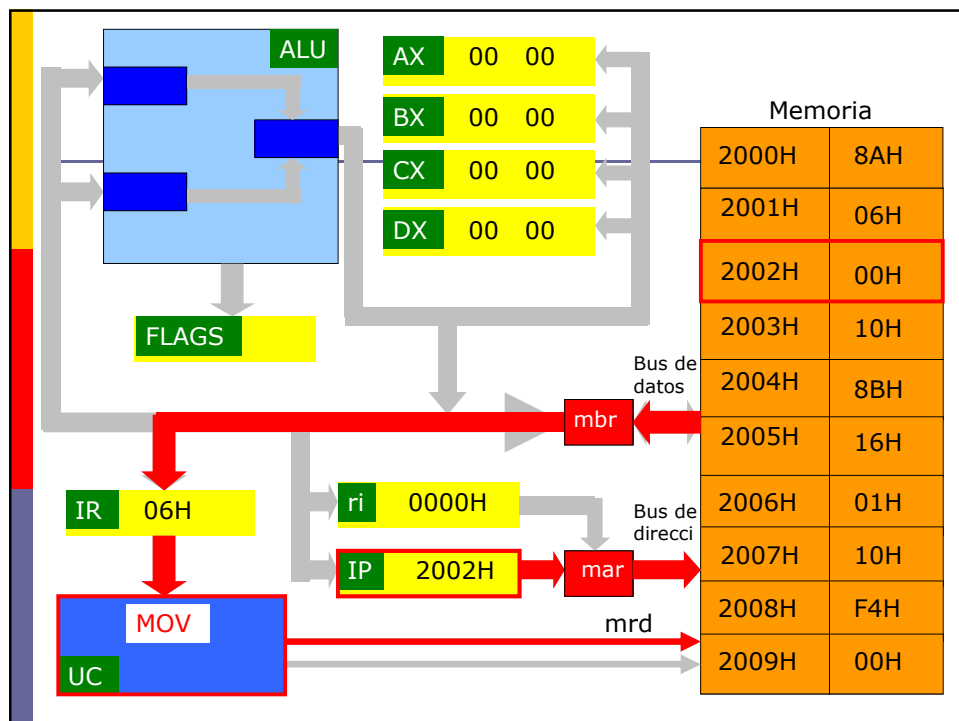 ALU
AX 00 00
BX 00 00
CX 00 00
DX 00 00
FLAGS
Memoria
2000H 8AH
2001H 06H
2002H 00H
2003H 10H
2004H 8BH
2005H 16H
2006H 01H
2007H 10H
2008H F4H
2009H 00H
Bus de
datos
mbr
IR 06H
ri 0000H
IP 2002H
Bus de
direcci
mar
MOV
UC
mrd